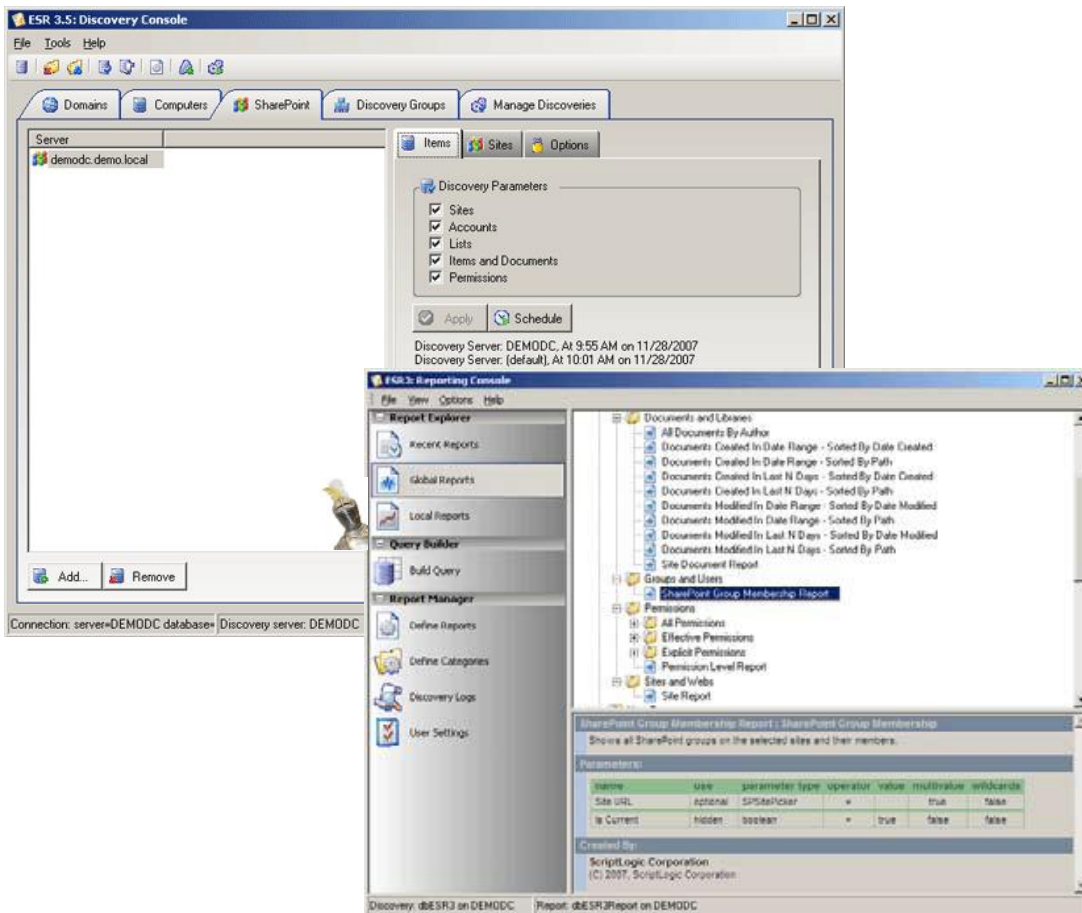 ESR 3.5: Discovery Console
File Tools Help
Domains Computers SharePoint Discovery Groups Manage Discoveries
Server
demodc.demo.local
Items Sites Options
Discovery Parameters
Sites
Accounts
Lists
Items and Documents
Permissions
Apply Schedule
Discovery Server: DEMODC, At 9:55 AM on 11/28/2007
Discovery Server: (default), At 10:01 AM on 11/28/2007
Add... Remove
Connection: server=DEMODC database= Discovery server: DEMODC
ESR3: Reporting Console
File View Options Help
Report Explorer
Recent Reports
Global Reports
Local Reports
Query Builder
Build Query
Report Manager
Define Reports
Define Categories
Discovery Logs
User Settings
Documents and Libraries
All Documents By Author
Documents Created In Date Range - Sorted By Date Created
Documents Created In Date Range - Sorted By Path
Documents Created In Last N Days - Sorted By Date Created
Documents Created In Last N Days - Sorted By Path
Documents Modified In Date Range - Sorted By Date Modified
Documents Modified In Date Range - Sorted By Path
Documents Modified In Last N Days - Sorted By Date Modified
Documents Modified In Last N Days - Sorted By Path
Site Document Report
Groups and Users
SharePoint Group Membership Report
Permissions
All Permissions
Effective Permissions
Explicit Permissions
Permission Level Report
Sites and Webs
Site Report
SharePoint Group Membership Report : SharePoint Group Membership
Shows all SharePoint groups on the selected sites and their members.
Parameters:
name use parameter type operator value multivalue wildcards
Site URL optional SPSitePicker = true false
Is Current hidden boolean = true false false
Created By:
ScriptLogic Corporation
(C) 2007, ScriptLogic Corporation
Discovery: dbESR3 on DEMODC Report: dbESR3Report on DEMODC